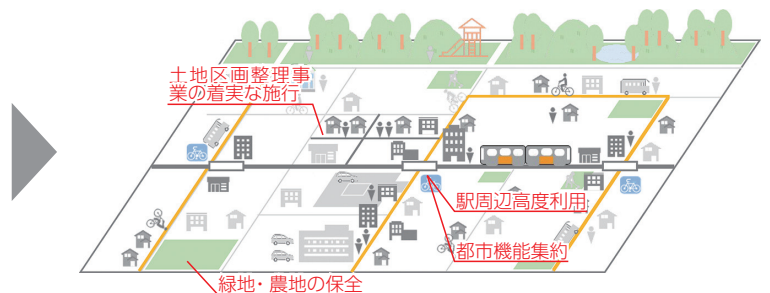 土地区画整理事
業の着実な施行
駅周辺高度利用
都市機能集約
緑地・農地の保全